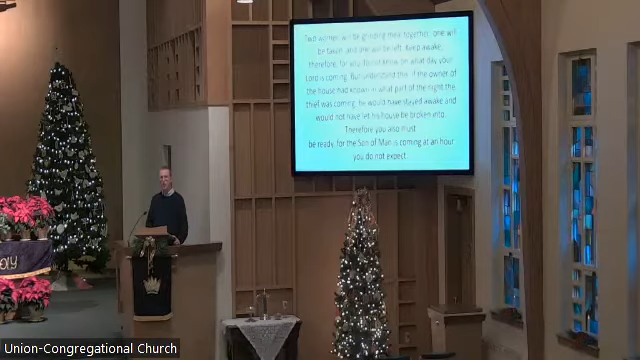 Two women will be grinding meal together, one will
be taken and one will be left. Keep awake,
therefore, for you do not know on what day your
Lord is coming. But understand this: if the owner of
the house had known in what part of the night the
thief was coming, he would have stayed awake and
would not have let his house be broken into.
Therefore you also must
be ready, for the Son of Man is coming at an hour
you do not expect.
OLY
Union-Congregational Church